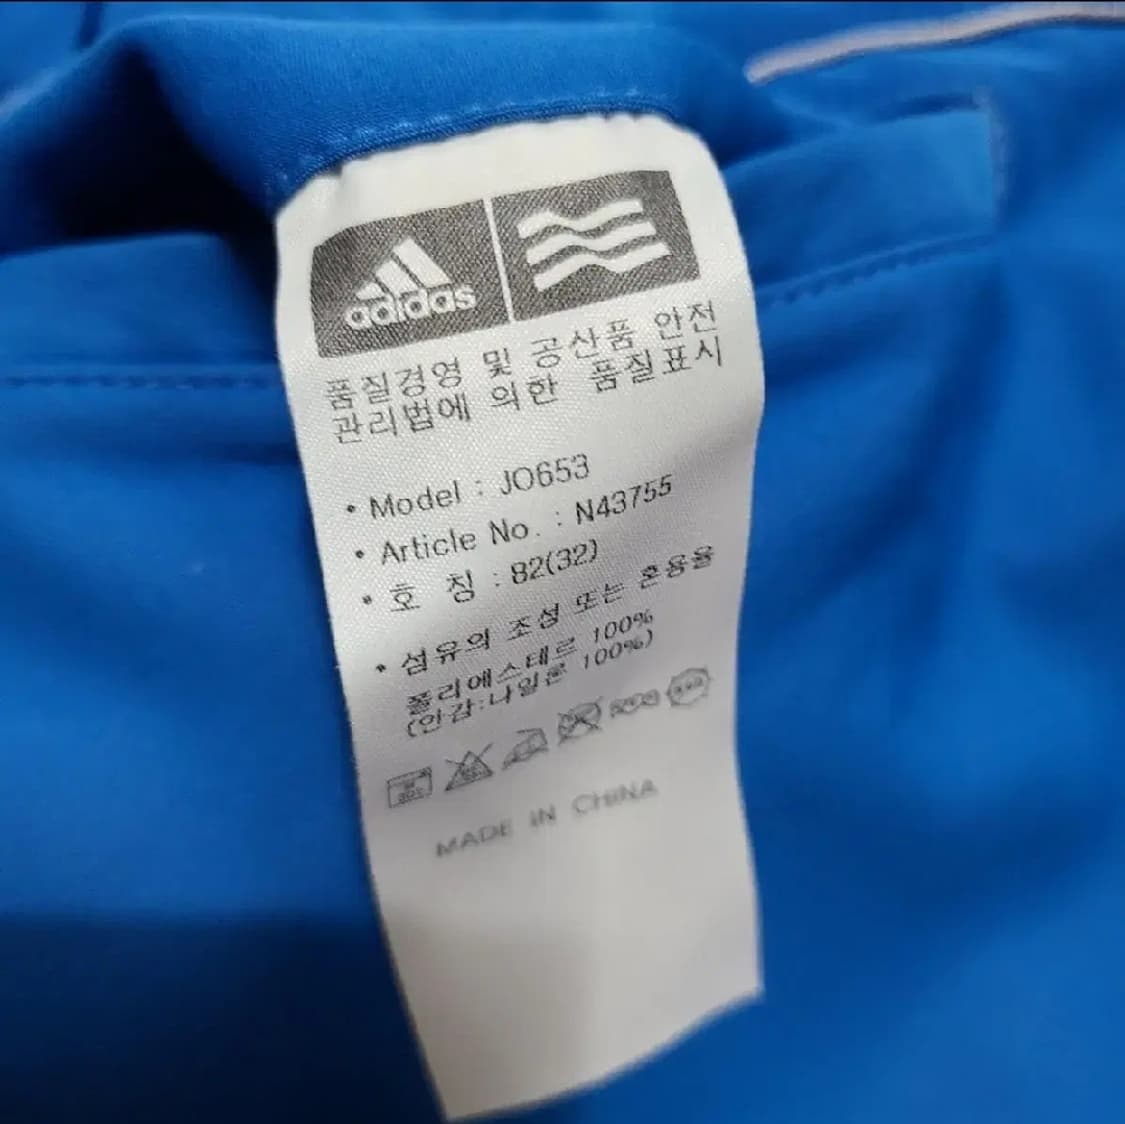 adidas
품질경영 및 공산품 안전
관리법에 의한 품질표시
• Model : JO653
• Article No. : N43755
• 호 칭 : 82(32)
• 섬유의 조성 또는 혼용율
폴리에스테르 100%
(안감:나일론 100%)
MADE IN CHINA